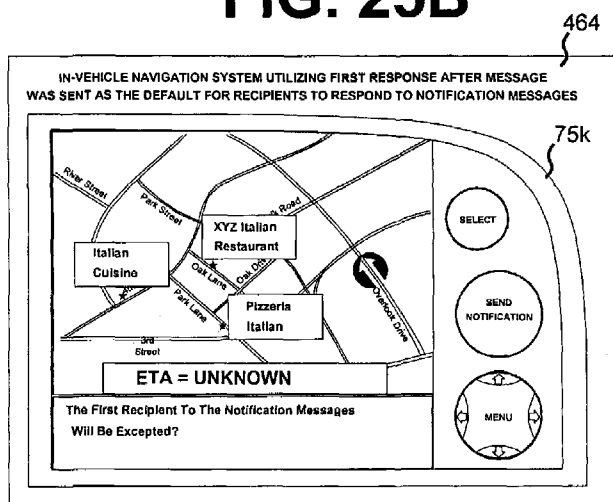 FIG. 25B
464
IN-VEHICLE NAVIGATION SYSTEM UTILIZING FIRST RESPONSE AFTER MESSAGE
WAS SENT AS THE DEFAULT FOR RECIPIENTS TO RESPOND TO NOTIFICATION MESSAGES
75k
River Street
Park Street
Road
XYZ Italian
Restaurant
SELECT
Italian
Cuisine
Oak Lane
Oak
Park Lane
Pizzeria
Italian
Overlook Drive
SEND
NOTIFICATION
3rd
Street
ETA = UNKNOWN
The First Recipient To The Notification Messages
Will Be Excepted?
MENU